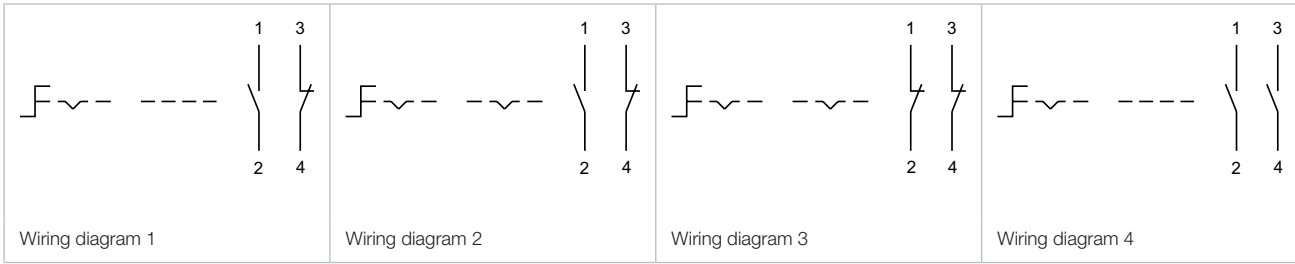 1 3 1 3 1 3 1 3
2 4 2 4 2 4 2 4
Wiring diagram 1 Wiring diagram 2 Wiring diagram 3 Wiring diagram 4